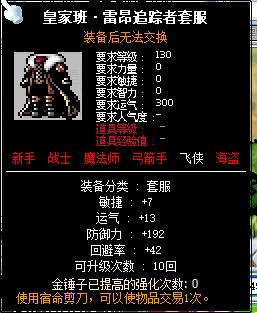 皇家班·雷昂追踪者套服
装备后无法交换
要求等级： 130
要求力量： 0
要求敏捷： 0
要求智力： 0
要求运气： 300
要求人气度： -
道具等级： -
道具经验值： -
新手 战士 魔法师 弓箭手 飞侠 海盗
装备分类 ： 套服
敏捷 ： +7
运气 ： +13
防御力 ： +192
回避率 ： +42
可升级次数 ： 10回
金锤子已提高的强化次数: 0
使用宿命剪刀，可以使物品交易1次。